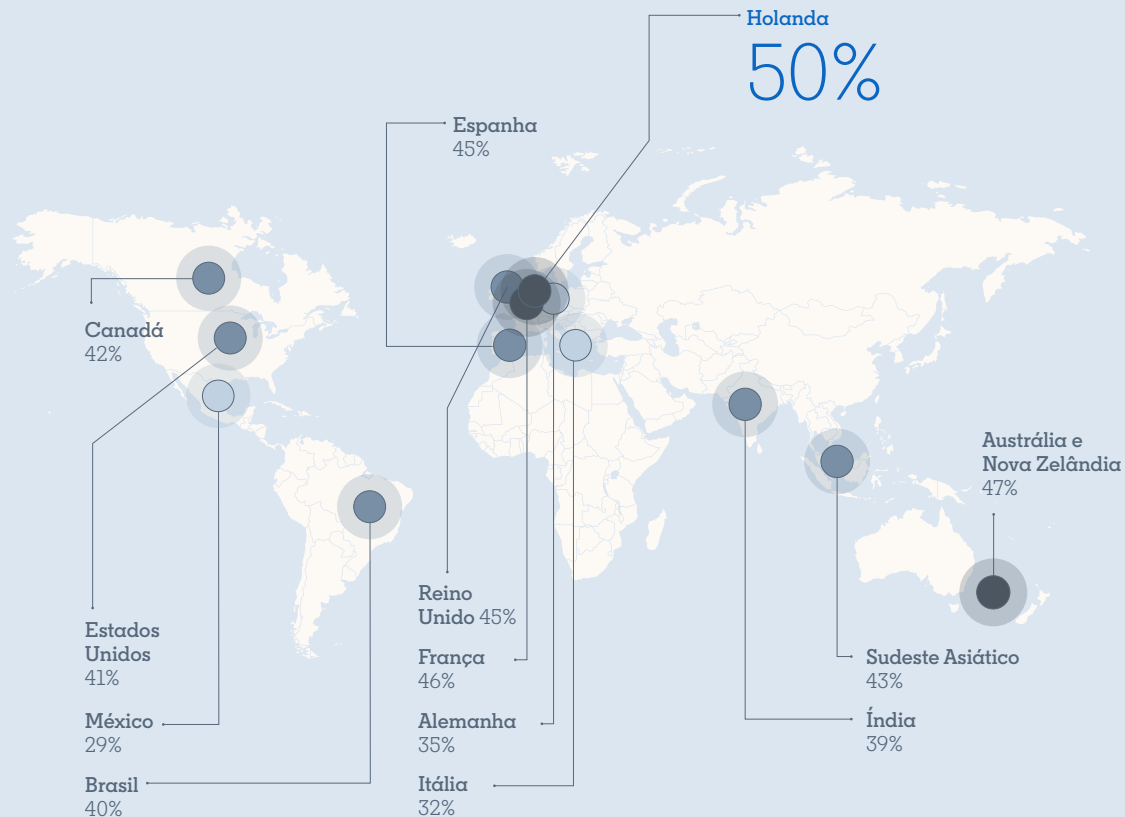 Holanda
50%
Espanha
45%
Canadá
42%
Austrália e
Nova Zelândia
47%
Estados
Unidos
41%
México
29%
Brasil
40%
Reino
Unido 45%
França
46%
Alemanha
35%
Itália
32%
Sudeste Asiático
43%
Índia
39%